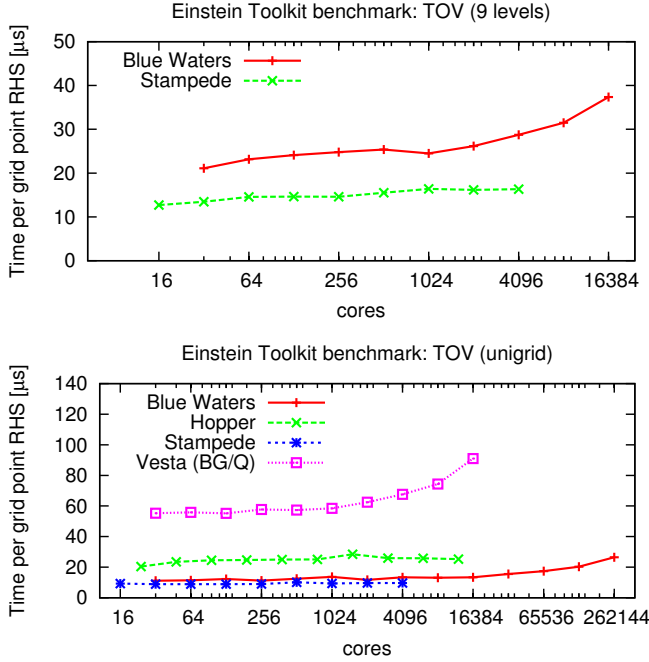 Einstein Toolkit benchmark: TOV (9 levels)
Time per grid point RHS [μs]
50
40
30
20
10
0
Blue Waters
Stampede
16 64 256 1024 4096 16384
cores
Einstein Toolkit benchmark: TOV (unigrid)
Time per grid point RHS [μs]
140
120
100
80
60
40
20
0
Blue Waters
Hopper
Stampede
Vesta (BG/Q)
16 64 256 1024 4096 16384 65536 262144
cores